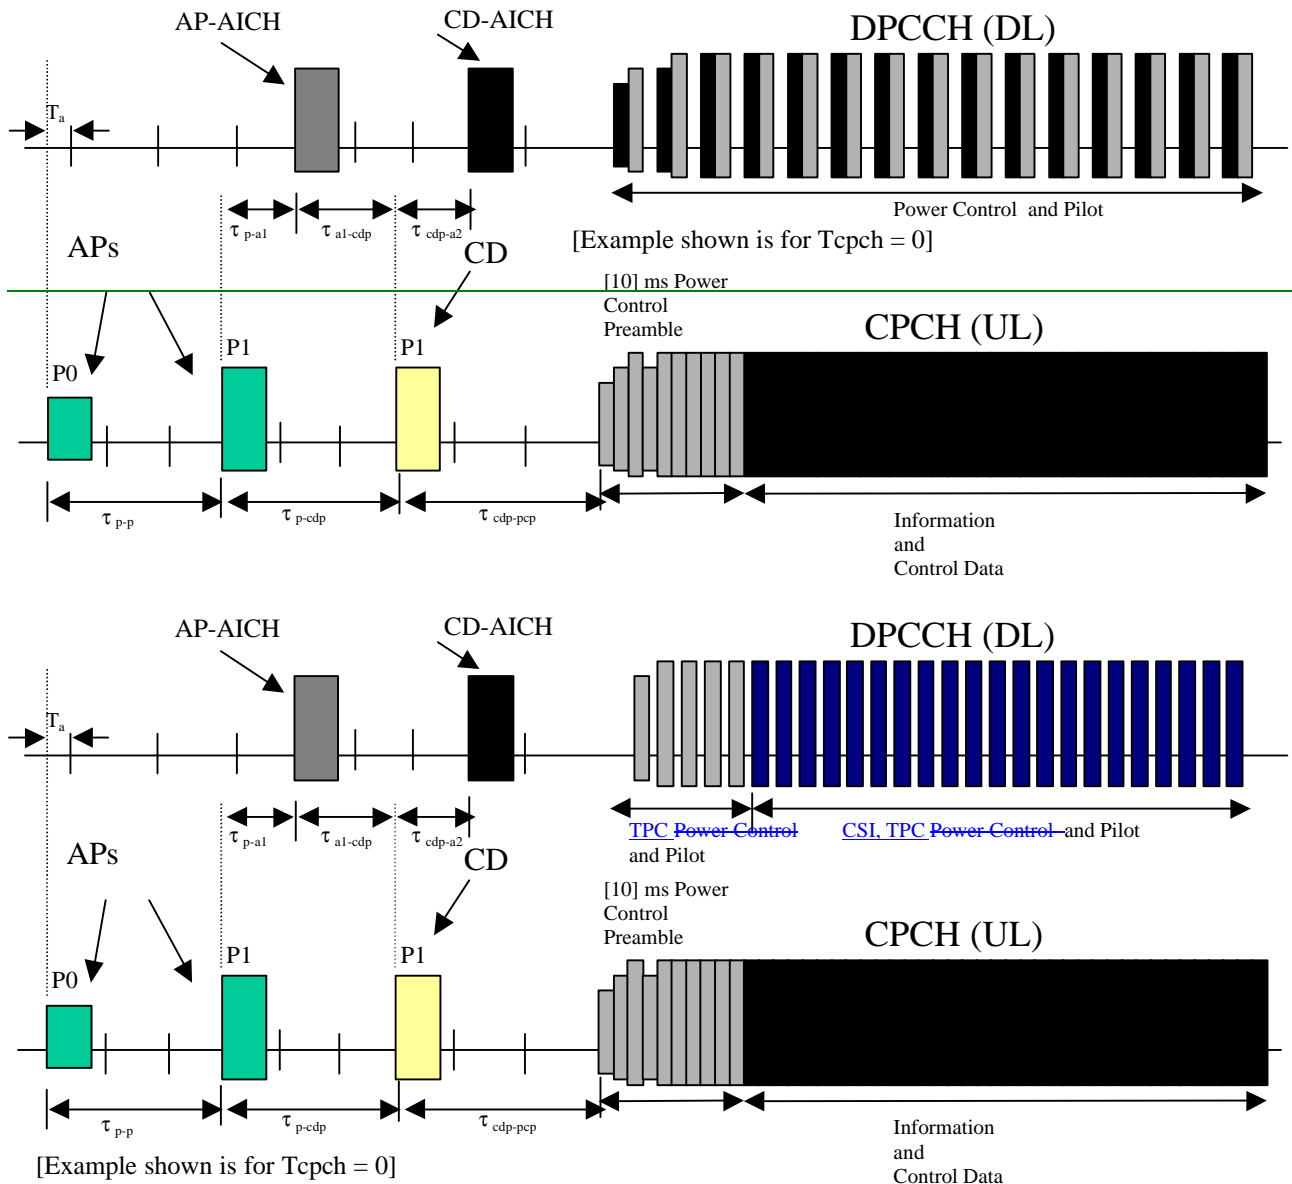 AP-AICH
CD-AICH
DPCCH (DL)
Ta
τ p-a1
τ a1-cdp
τ cdp-a2
Power Control and Pilot
[Example shown is for Tcpch = 0]
APs
CD
[10] ms Power
Control
Preamble
CPCH (UL)
P0
P1
P1
τ p-p
τ p-cdp
τ cdp-pcp
Information
and
Control Data
AP-AICH
CD-AICH
DPCCH (DL)
Ta
τ p-a1
τ a1-cdp
τ cdp-a2
TPC Power Control
and Pilot
CSI, TPC Power Control and Pilot
APs
CD
[10] ms Power
Control
Preamble
CPCH (UL)
P0
P1
P1
τ p-p
τ p-cdp
τ cdp-pcp
Information
and
Control Data
[Example shown is for Tcpch = 0]